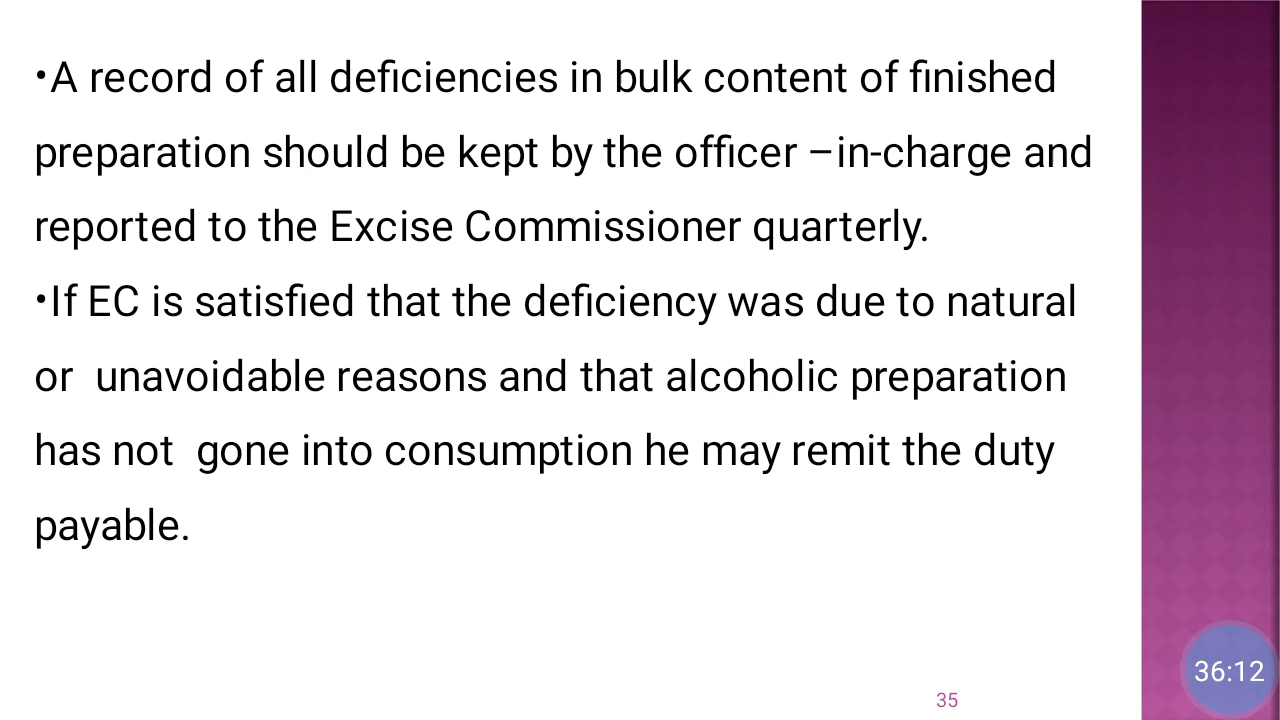 •A record of all deficiencies in bulk content of finished
preparation should be kept by the officer –in-charge and
reported to the Excise Commissioner quarterly.
•If EC is satisfied that the deficiency was due to natural
or  unavoidable reasons and that alcoholic preparation
has not  gone into consumption he may remit the duty
payable.
36:12
35